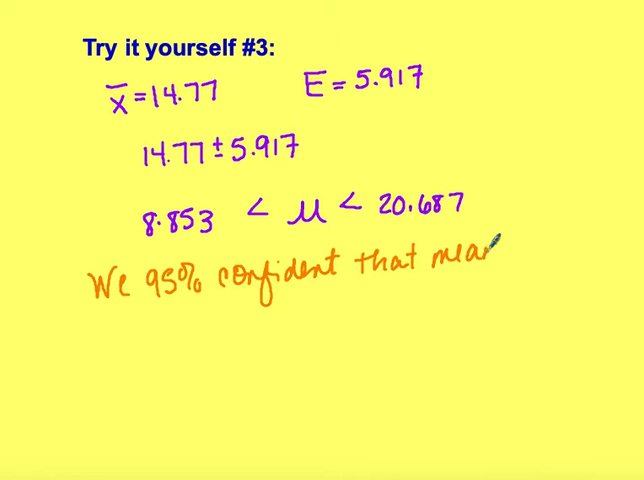 Try it yourself #3:
x̄ = 14.77 E = 5.917
14.77 ± 5.917
8.853 < μ < 20.687
We 95% confident that mean